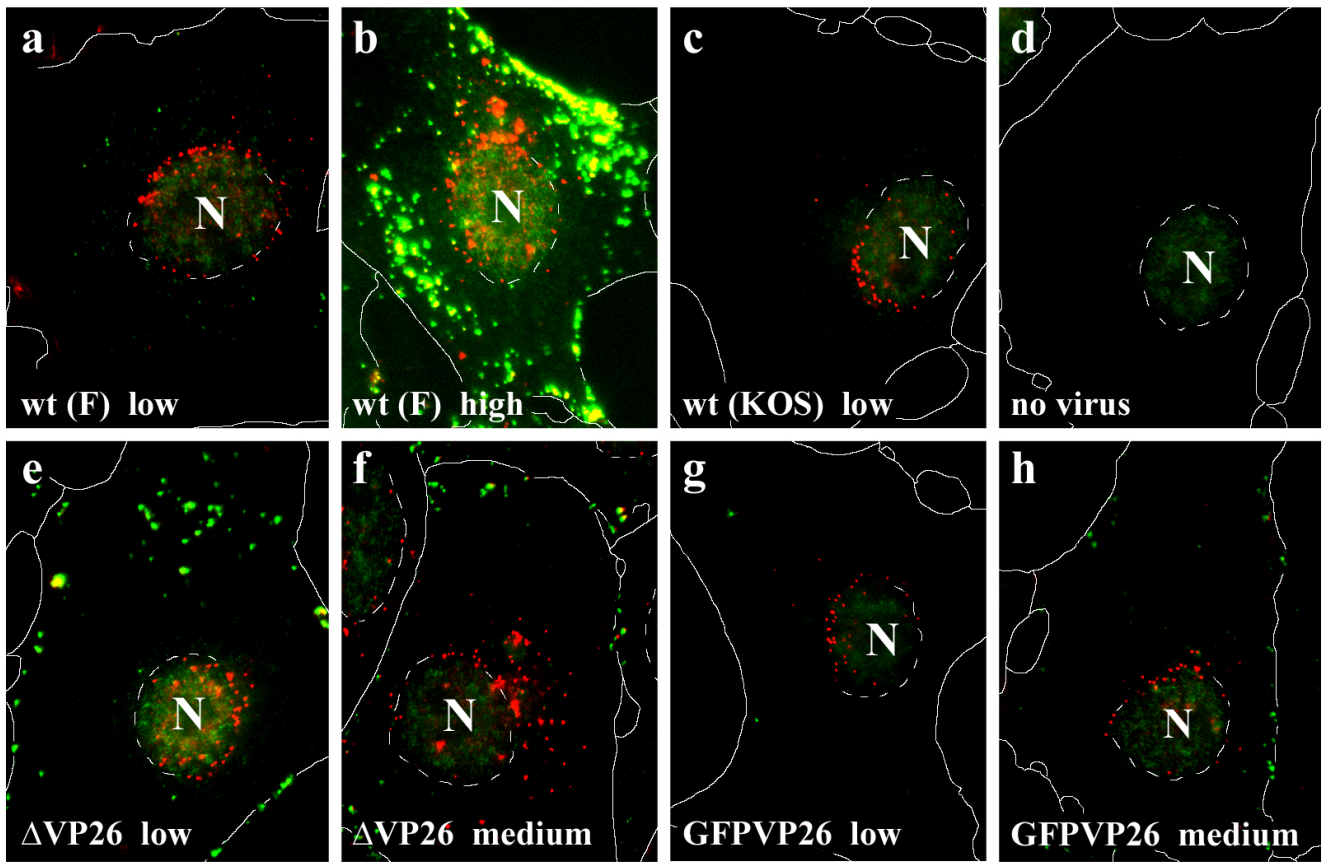 a
b
c
d
N
N
N
N
wt (F) low
wt (F) high
wt (KOS) low
no virus
e
f
g
h
N
N
N
N
ΔVP26 low
ΔVP26 medium
GFPVP26 low
GFPVP26 medium